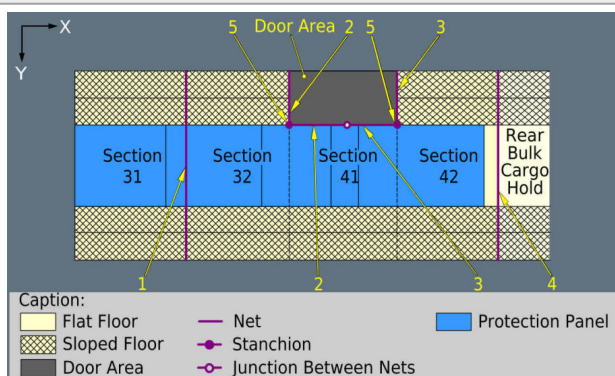 X
Y
5 Door Area 2 5 3
Section 31
Section 32
Section 41
Section 42
Rear
Bulk
Cargo
Hold
1 2 3 4
Caption:
Flat Floor
Net
Protection Panel
Sloped Floor
Stanchion
Door Area
Junction Between Nets